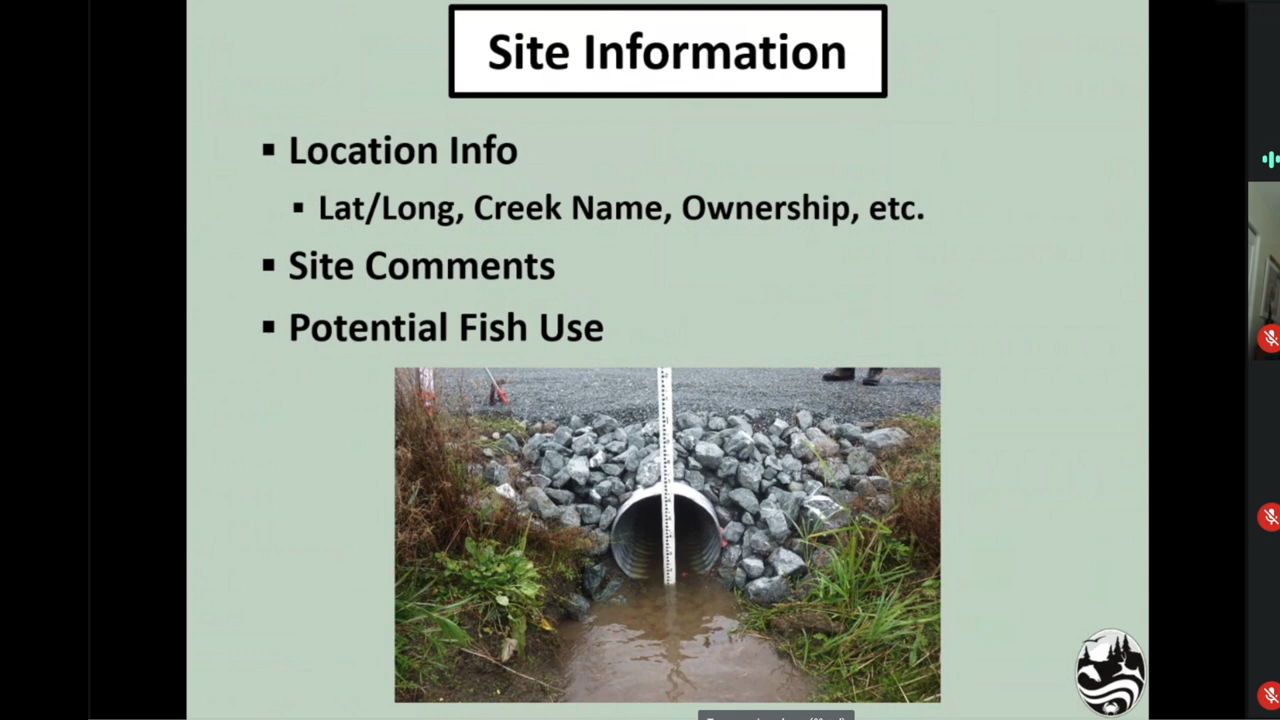 Site Information
▪ Location Info
▪ Lat/Long, Creek Name, Ownership, etc.
▪ Site Comments
▪ Potential Fish Use